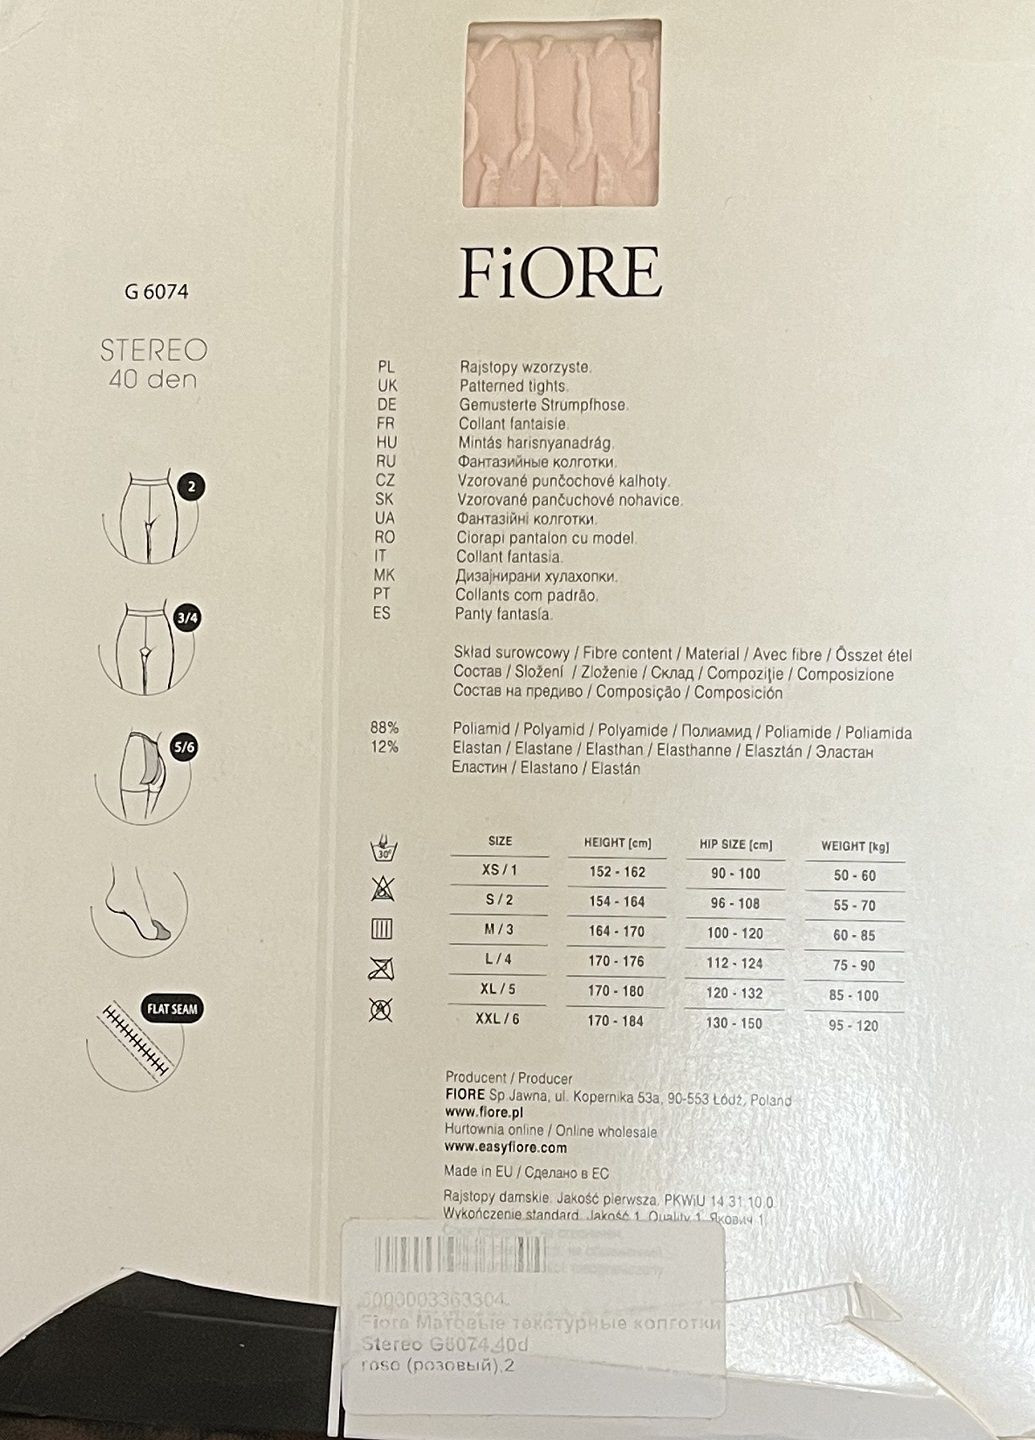 FiORE
G 6074
STEREO
40 den
2
3/4
5/6
FLAT SEAM
PL Rajstopy wzorzyste.
UK Patterned tights.
DE Gemusterte Strumpfhose.
FR Collant fantaisie.
HU Mintás harisnyanadrág.
RU Фантазийные колготки.
CZ Vzorované punčochové kalhoty.
SK Vzorované pančuchové nohavice.
UA Фантазійні колготки.
RO Ciorapi pantalon cu model.
IT Collant fantasia.
MK Дизајнирани хулахопки.
PT Collants com padrão.
ES Panty fantasía.
Skład surowcowy / Fibre content / Material / Avec fibre / Összet étel
Состав / Složení / Zloženie / Склад / Compoziţie / Composizione
Состав на предиво / Composição / Composición
88% Poliamid / Polyamid / Polyamide / Полиамид / Poliamide / Poliamida
12% Elastan / Elastane / Elasthan / Elasthanne / Elasztán / Эластан
Еластин / Elastano / Elastán
30°
SIZE HEIGHT [cm] HIP SIZE [cm] WEIGHT [kg]
XS / 1 152 - 162 90 - 100 50 - 60
S / 2 154 - 164 96 - 108 55 - 70
M / 3 164 - 170 100 - 120 60 - 85
L / 4 170 - 176 112 - 124 75 - 90
XL / 5 170 - 180 120 - 132 85 - 100
XXL / 6 170 - 184 130 - 150 95 - 120
Producent / Producer
FIORE Sp.Jawna, ul. Kopernika 53a, 90-553 Łódź, Poland
www.fiore.pl
Hurtownia online / Online wholesale
www.easyfiore.com
Made in EU / Сделано в ЕС
Rajstopy damskie. Jakość pierwsza. PKWiU 14.31.10.0
Wykończenie standard. Jakość 1. Quality 1. Якович 1
5000003363304
Fiore Матовые текстурные колготки -
Stereo G6074,40d
rose (розовый),2